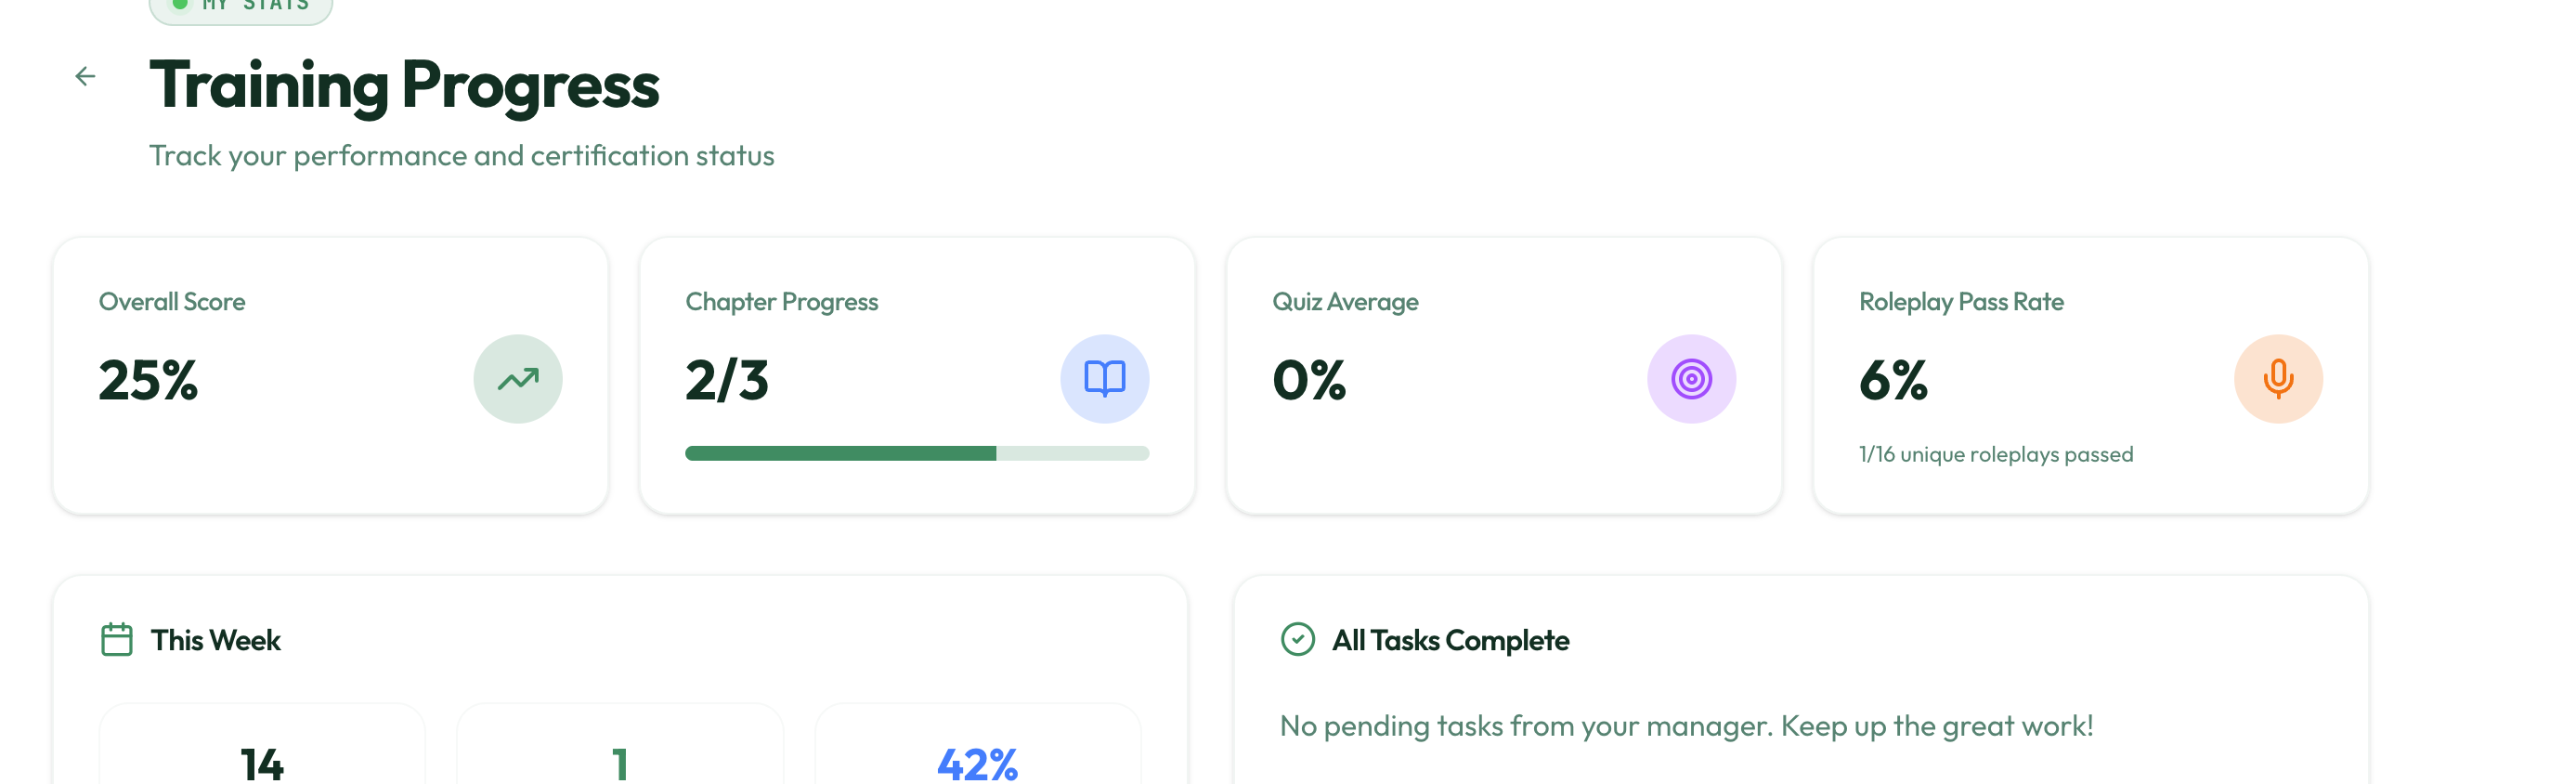 MY STATS
Training Progress
Track your performance and certification status
Overall Score
25%
Chapter Progress
2/3
Quiz Average
0%
Roleplay Pass Rate
6%
1/16 unique roleplays passed
This Week
14
1
42%
All Tasks Complete
No pending tasks from your manager. Keep up the great work!